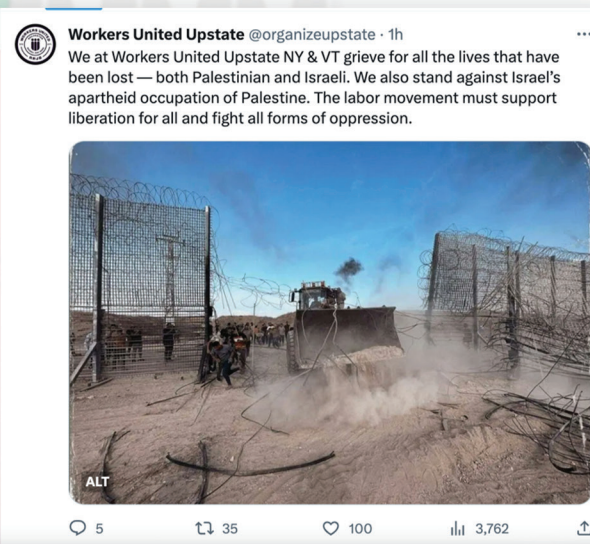 Workers United Upstate @organizeupstate · 1h
We at Workers United Upstate NY & VT grieve for all the lives that have
been lost — both Palestinian and Israeli. We also stand against Israel's
apartheid occupation of Palestine. The labor movement must support
liberation for all and fight all forms of oppression.
ALT
5 35 100 3,762